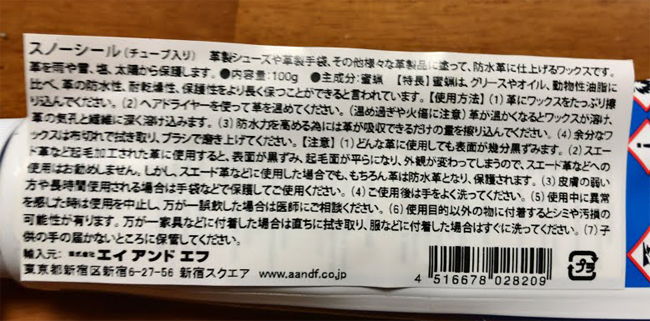 スノーシール(チューブ入り) 革製シューズや革製手袋、その他様々な革製品に塗って、防水革に仕上げるワックスです。
革を雨や雪、塩、太陽から保護します。●内容量:100g ●主成分:蜜蝋 【特長】蜜蝋は、グリースやオイル、動物性油脂に
比べ、革の防水性、耐乾燥性、保護性をより長く保つことができると言われています。【使用方法】(1)革にワックスをたっぷり擦
り込んでください。(2)ヘアドライヤーを使って革を温めてください。(温め過ぎや火傷に注意)革が温かくなるとワックスが溶け、
革の気孔と繊維に深く溶け込みます。(3)防水力を高める為には革が吸収できるだけの量を擦り込んでください。(4)余分なワ
ックスは布切れで拭き取り、ブラシで磨き上げてください。【注意】(1)どんな革に使用しても表面が幾分黒ずみます。(2)スエー
ド革など起毛加工された革に使用すると、表面が黒ずみ、起毛面が平らになり、外観が変わってしまうので、スエード革などへの
使用はお勧めしません。しかし、スエード革などに使用した場合でも、もちろん革は防水革となり、保護されます。(3)皮膚の弱い
方や長時間使用される場合は手袋などで保護してご使用ください。(4)ご使用後は手をよく洗ってください。(5)使用中に異常
を感じた時は使用を中止し、万が一誤飲した場合は医師にご相談ください。(6)使用目的以外の物に付着するとシミや汚損の
可能性が有ります。万が一家具などに付着した場合は直ちに拭き取り、服などに付着した場合はすぐに洗ってください。(7)子
供の手の届かないところに保管してください。
輸入元:株式会社 エイ アンド エフ
東京都新宿区新宿6-27-56 新宿スクエア www.aandf.co.jp
4 516678 028209
プラ